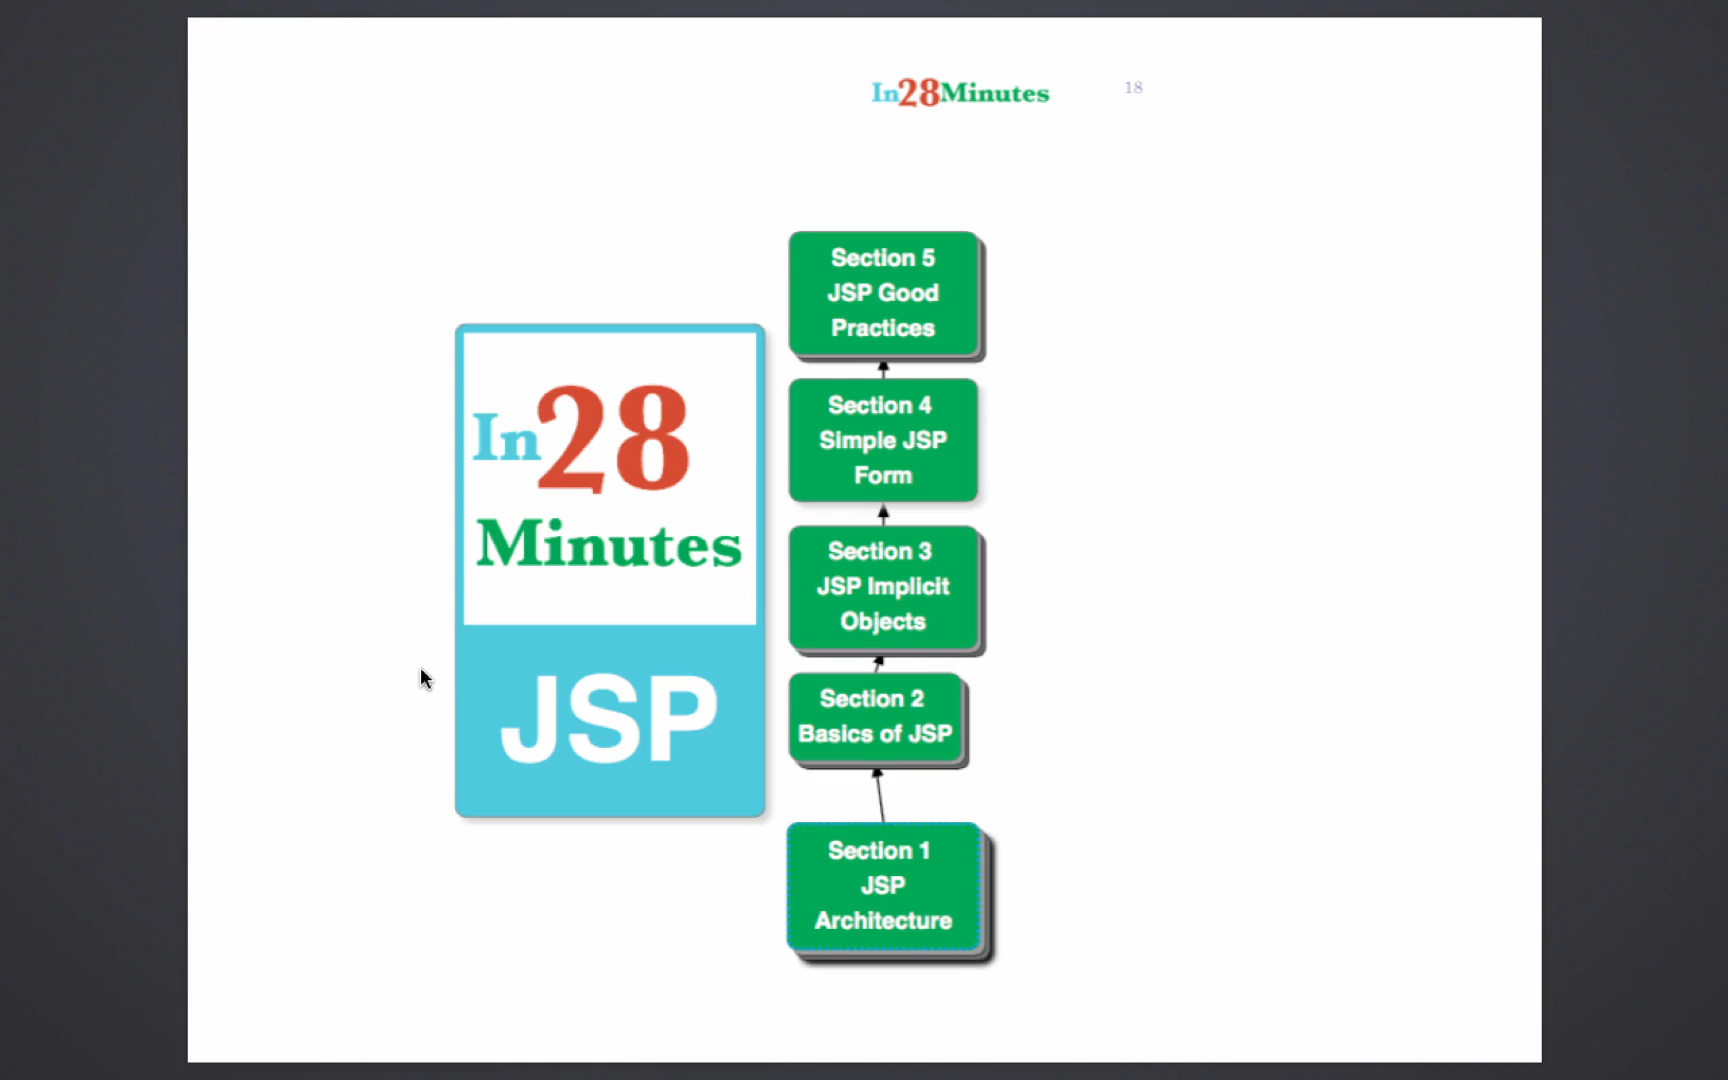 In28Minutes
18
Section 5
JSP Good
Practices
Section 4
Simple JSP
Form
In28
Minutes
Section 3
JSP Implicit
Objects
JSP
Section 2
Basics of JSP
Section 1
JSP
Architecture